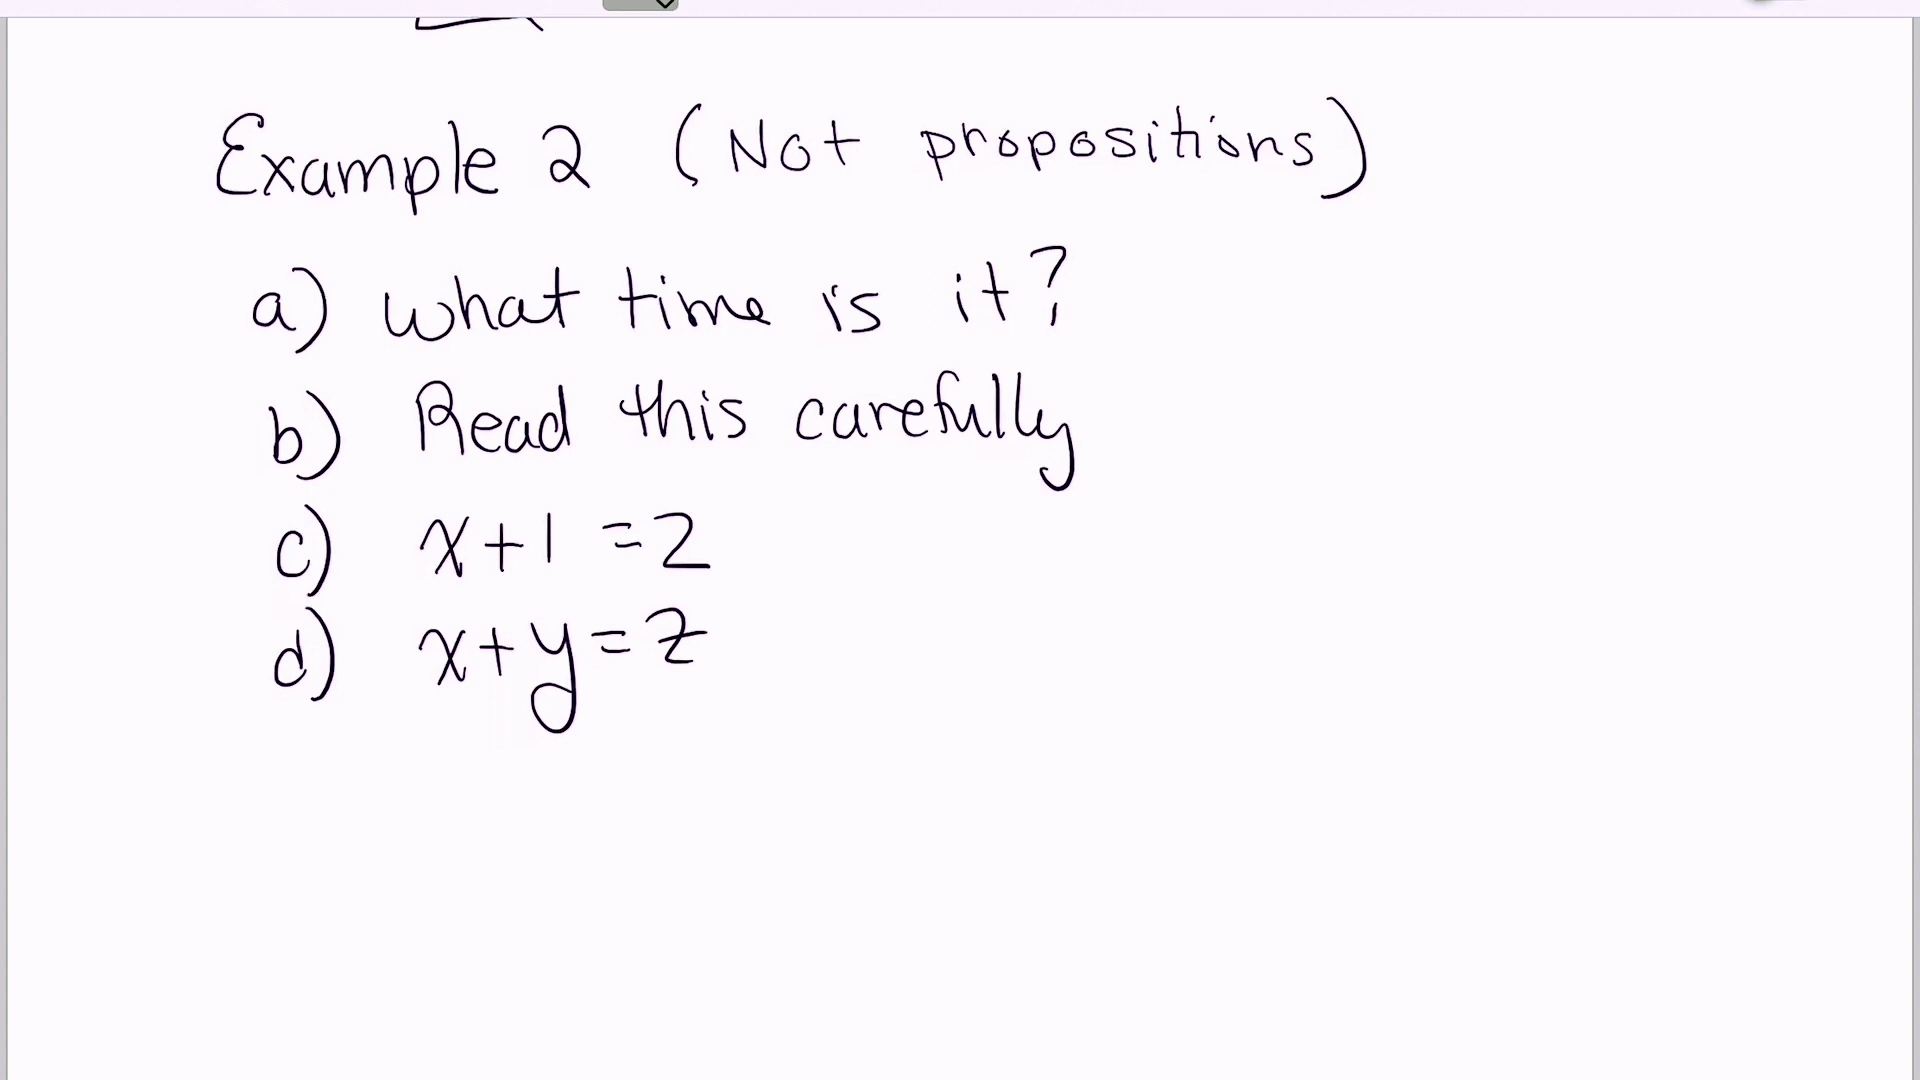 Example 2 (Not propositions)
a) what time is it?
b) Read this carefully
c) x+1 =2
d) x+y=z